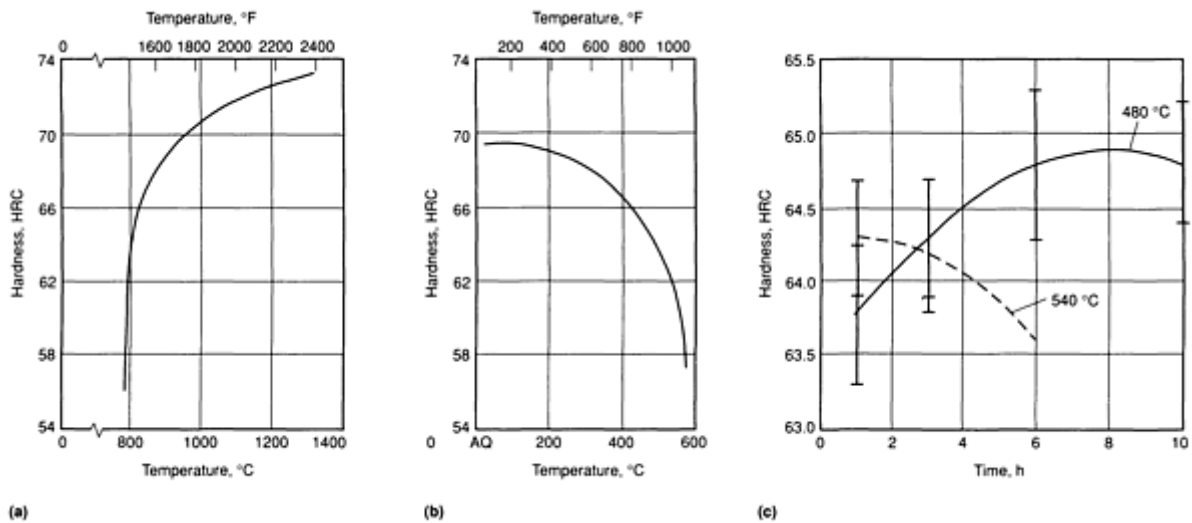 Temperature, °F
0 1600 1800 2000 2200 2400
74
70
66
62
58
54
Hardness, HRC
0 800 1000 1200 1400
Temperature, °C
(a)
Temperature, °F
200 400 600 800 1000
74
70
66
62
58
54
Hardness, HRC
0 AQ 200 400 600
Temperature, °C
(b)
65.5
65.0
64.5
64.0
63.5
63.0
Hardness, HRC
480 °C
540 °C
0 2 4 6 8 10
Time, h
(c)